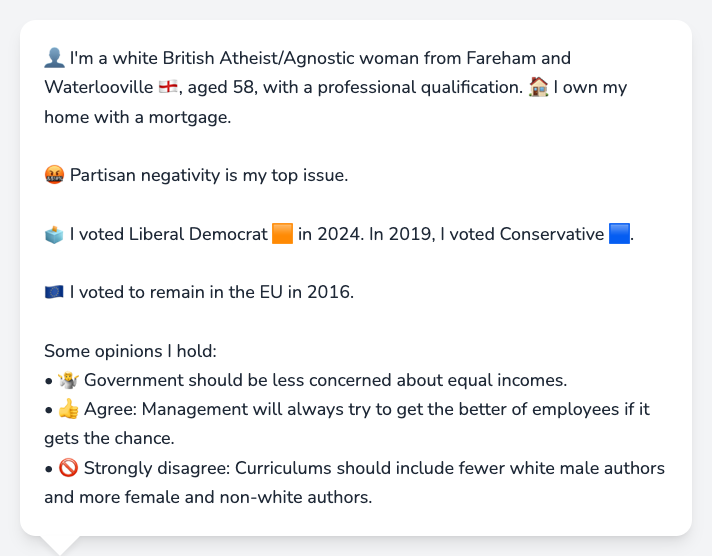 👤 I'm a white British Atheist/Agnostic woman from Fareham and
Waterlooville 🏴󠁧󠁢󠁥󠁮󠁧󠁿, aged 58, with a professional qualification. 🏠 I own my
home with a mortgage.
🤬 Partisan negativity is my top issue.
🗳️ I voted Liberal Democrat 🟧 in 2024. In 2019, I voted Conservative 🟦.
🇪🇺 I voted to remain in the EU in 2016.
Some opinions I hold:
• 🤷 Government should be less concerned about equal incomes.
• 👍 Agree: Management will always try to get the better of employees if it
gets the chance.
• 🚫 Strongly disagree: Curriculums should include fewer white male authors
and more female and non-white authors.